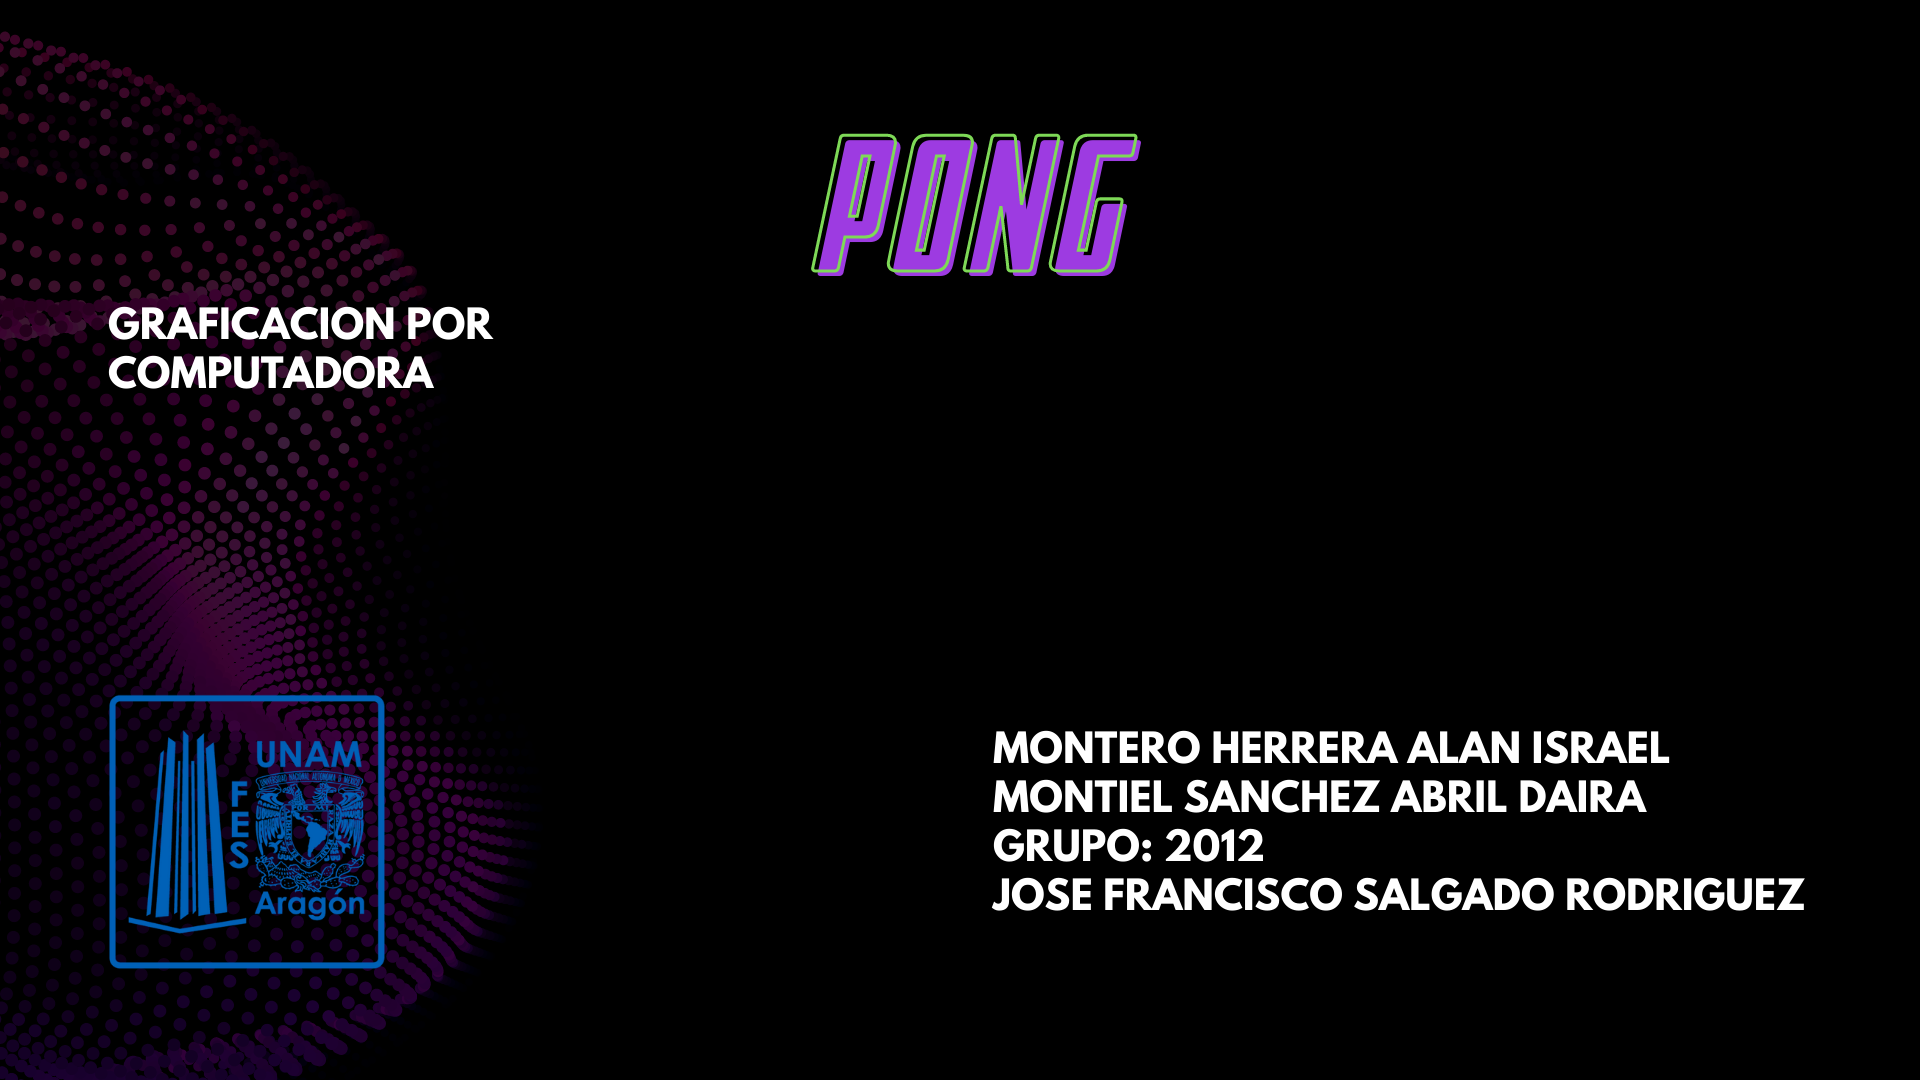 PONG
GRAFICACION POR
COMPUTADORA
UNAM
FES
Aragón
MONTERO HERRERA ALAN ISRAEL
MONTIEL SANCHEZ ABRIL DAIRA
GRUPO: 2012
JOSE FRANCISCO SALGADO RODRIGUEZ